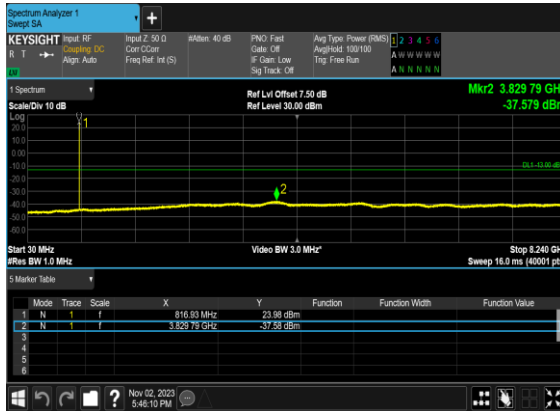 Spectrum Analyzer 1
Swept SA
+
KEYSIGHT
R T
LXI
Input: RF
Coupling: DC
Align: Auto
Input Z: 50 Ω
Corr CCorr
Freq Ref: Int (S)
#Atten: 40 dB
PNO: Fast
Gate: Off
IF Gain: Low
Sig Track: Off
Avg Type: Power (RMS)
Avg|Hold: 100/100
Trig: Free Run
1 2 3 4 5 6
A W W W W W
A N N N N N
1 Spectrum
Scale/Div 10 dB
Ref Lvl Offset 7.50 dB
Ref Level 30.00 dBm
Mkr2 3.829 79 GHz
-37.579 dBm
Log
20.0
10.0
0.00
-10.0
-20.0
-30.0
-40.0
-50.0
-60.0
1
2
DL1 -13.00 dB
Start 30 MHz
Video BW 3.0 MHz*
Stop 8.240 GH
#Res BW 1.0 MHz
Sweep 16.0 ms (40001 pt
5 Marker Table
Mode Trace Scale X Y Function Function Width Function Value
1 N 1 f 816.93 MHz 23.98 dBm
2 N 1 f 3.829 79 GHz -37.58 dBm
3
4
5
6
?
Nov 02, 2023
5:46:10 PM